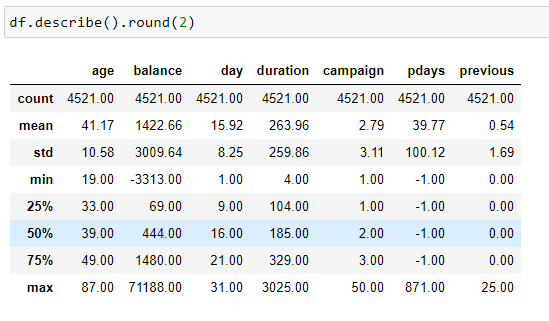 df.describe().round(2)
age balance day duration campaign pdays previous
count 4521.00 4521.00 4521.00 4521.00 4521.00 4521.00 4521.00
mean 41.17 1422.66 15.92 263.96 2.79 39.77 0.54
std 10.58 3009.64 8.25 259.86 3.11 100.12 1.69
min 19.00 -3313.00 1.00 4.00 1.00 -1.00 0.00
25% 33.00 69.00 9.00 104.00 1.00 -1.00 0.00
50% 39.00 444.00 16.00 185.00 2.00 -1.00 0.00
75% 49.00 1480.00 21.00 329.00 3.00 -1.00 0.00
max 87.00 71188.00 31.00 3025.00 50.00 871.00 25.00